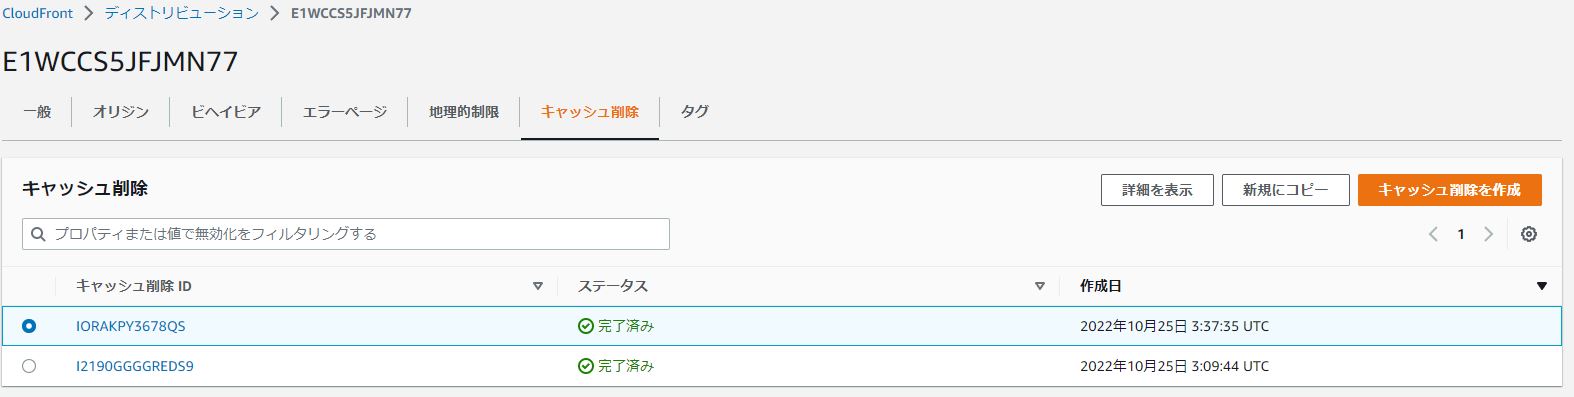 CloudFront > ディストリビューション > E1WCCS5JFJMN77
E1WCCS5JFJMN77
一般 オリジン ビヘイビア エラーページ 地理的制限 キャッシュ削除 タグ
キャッシュ削除 詳細を表示 新規にコピー キャッシュ削除を作成
プロパティまたは値で無効化をフィルタリングする 1
キャッシュ削除 ID ステータス 作成日
IORAKPY3678QS 完了済み 2022年10月25日 3:37:35 UTC
I2190GGGGREDS9 完了済み 2022年10月25日 3:09:44 UTC